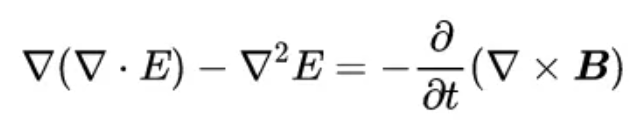 ∇(∇ · E) − ∇²E = −∂/∂t(∇ × B)